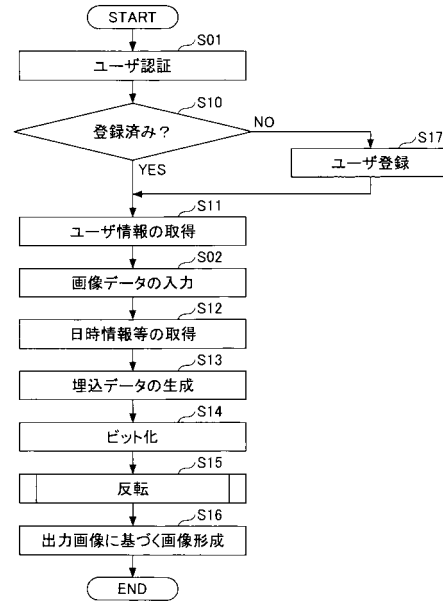 START
S01
ユーザ認証
S10
登録済み？
NO
S17
ユーザ登録
YES
S11
ユーザ情報の取得
S02
画像データの入力
S12
日時情報等の取得
S13
埋込データの生成
S14
ビット化
S15
反転
S16
出力画像に基づく画像形成
END